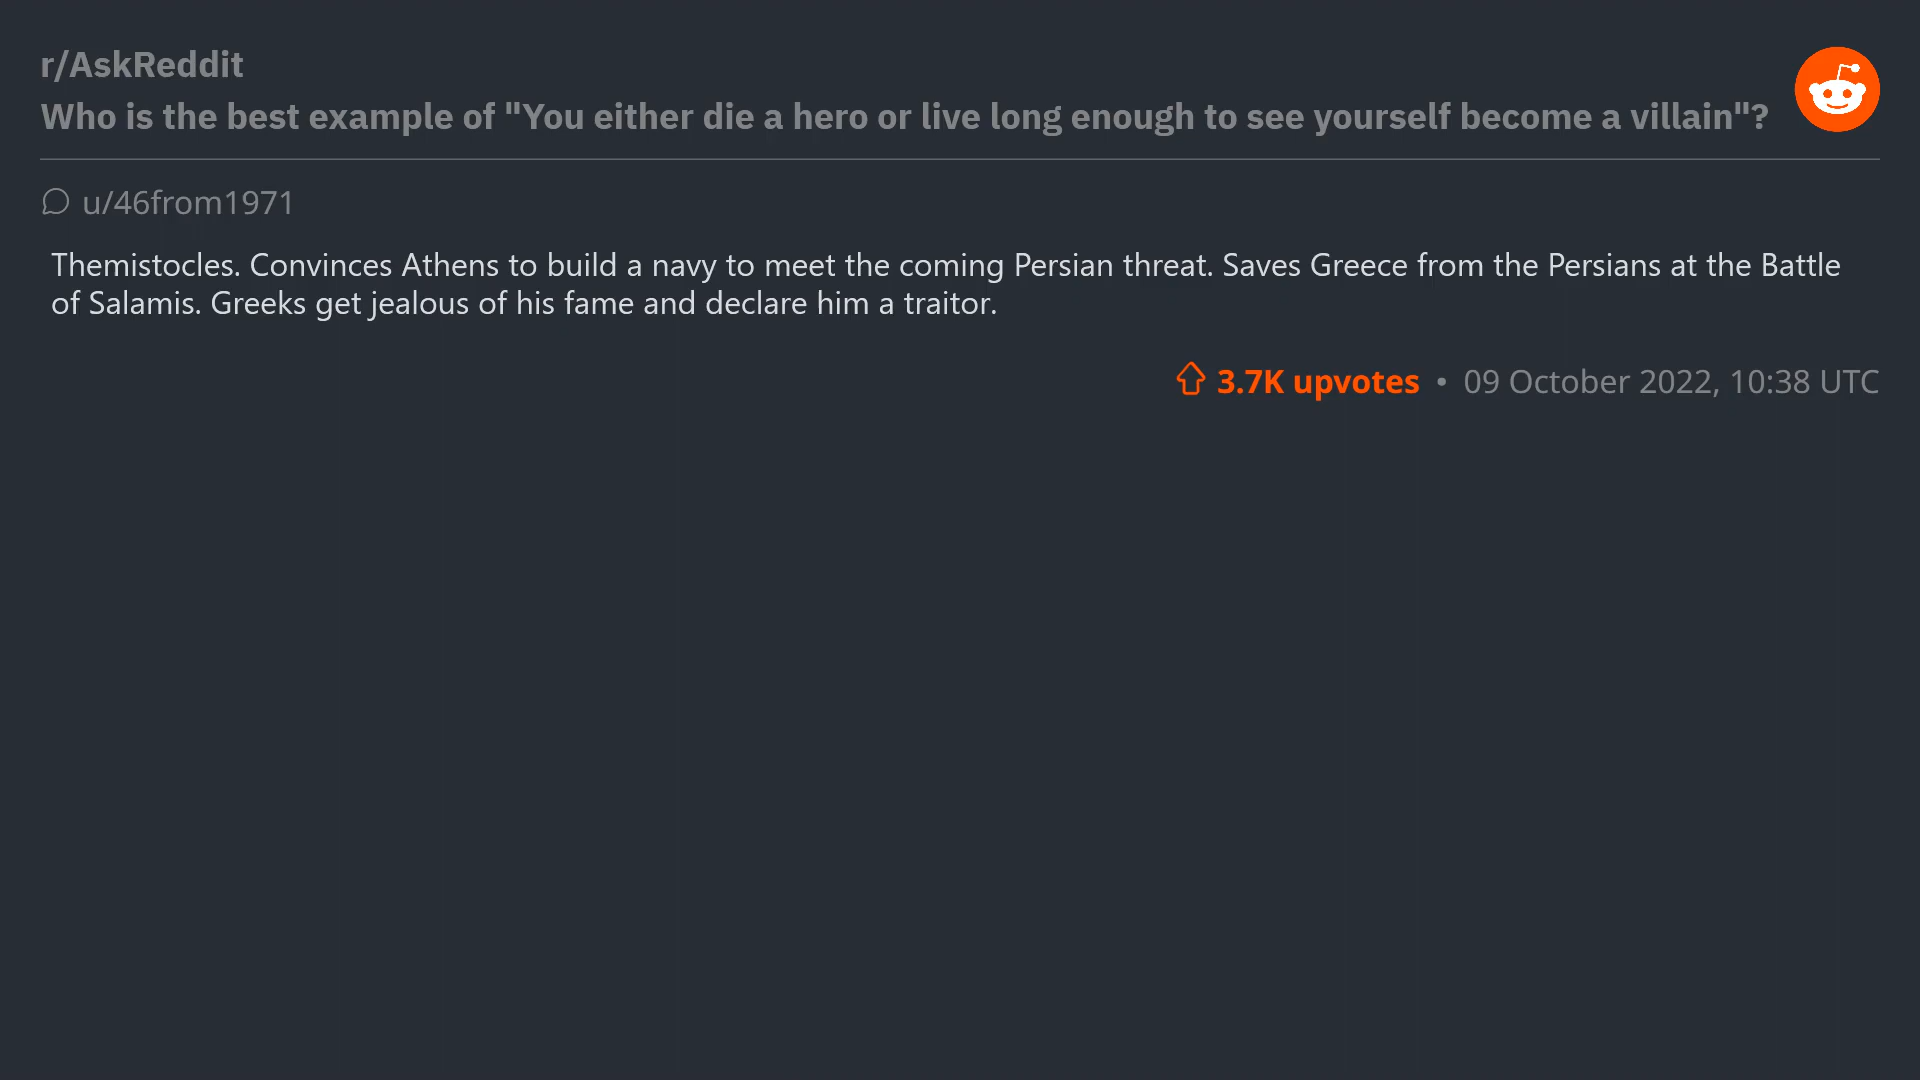 r/AskReddit
Who is the best example of "You either die a hero or live long enough to see yourself become a villain"?
u/46from1971
Themistocles. Convinces Athens to build a navy to meet the coming Persian threat. Saves Greece from the Persians at the Battle
of Salamis. Greeks get jealous of his fame and declare him a traitor.
3.7K upvotes • 09 October 2022, 10:38 UTC